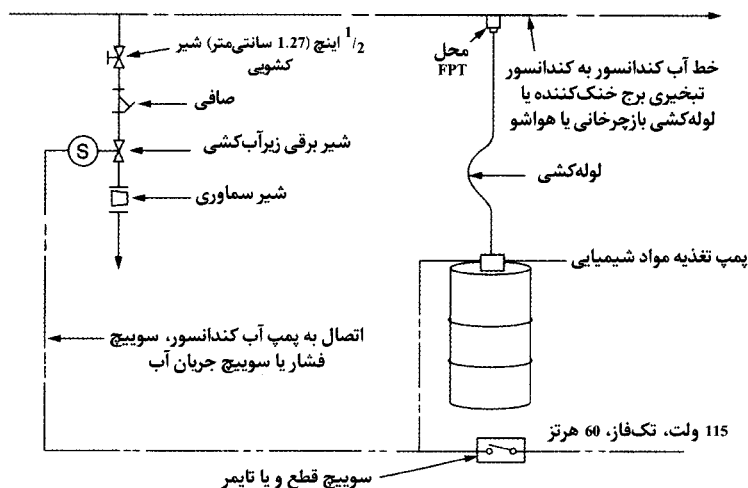 1/2 اینچ (1.27 سانتی‌متر) شیر
کشویی
صافی
شیر برقی زیرآب‌کشی
S
شیر سماوری
اتصال به پمپ آب کندانسور، سوییچ
فشار یا سوییچ جریان آب
محل
FPT
خط آب کندانسور به کندانسور
تبخیری برج خنک‌کننده یا
لوله‌کشی بازچرخانی یا هواشو
لوله‌کشی
پمپ تغذیه مواد شیمیایی
115 ولت، تک‌فاز، 60 هرتز
سوییچ قطع و یا تایمر